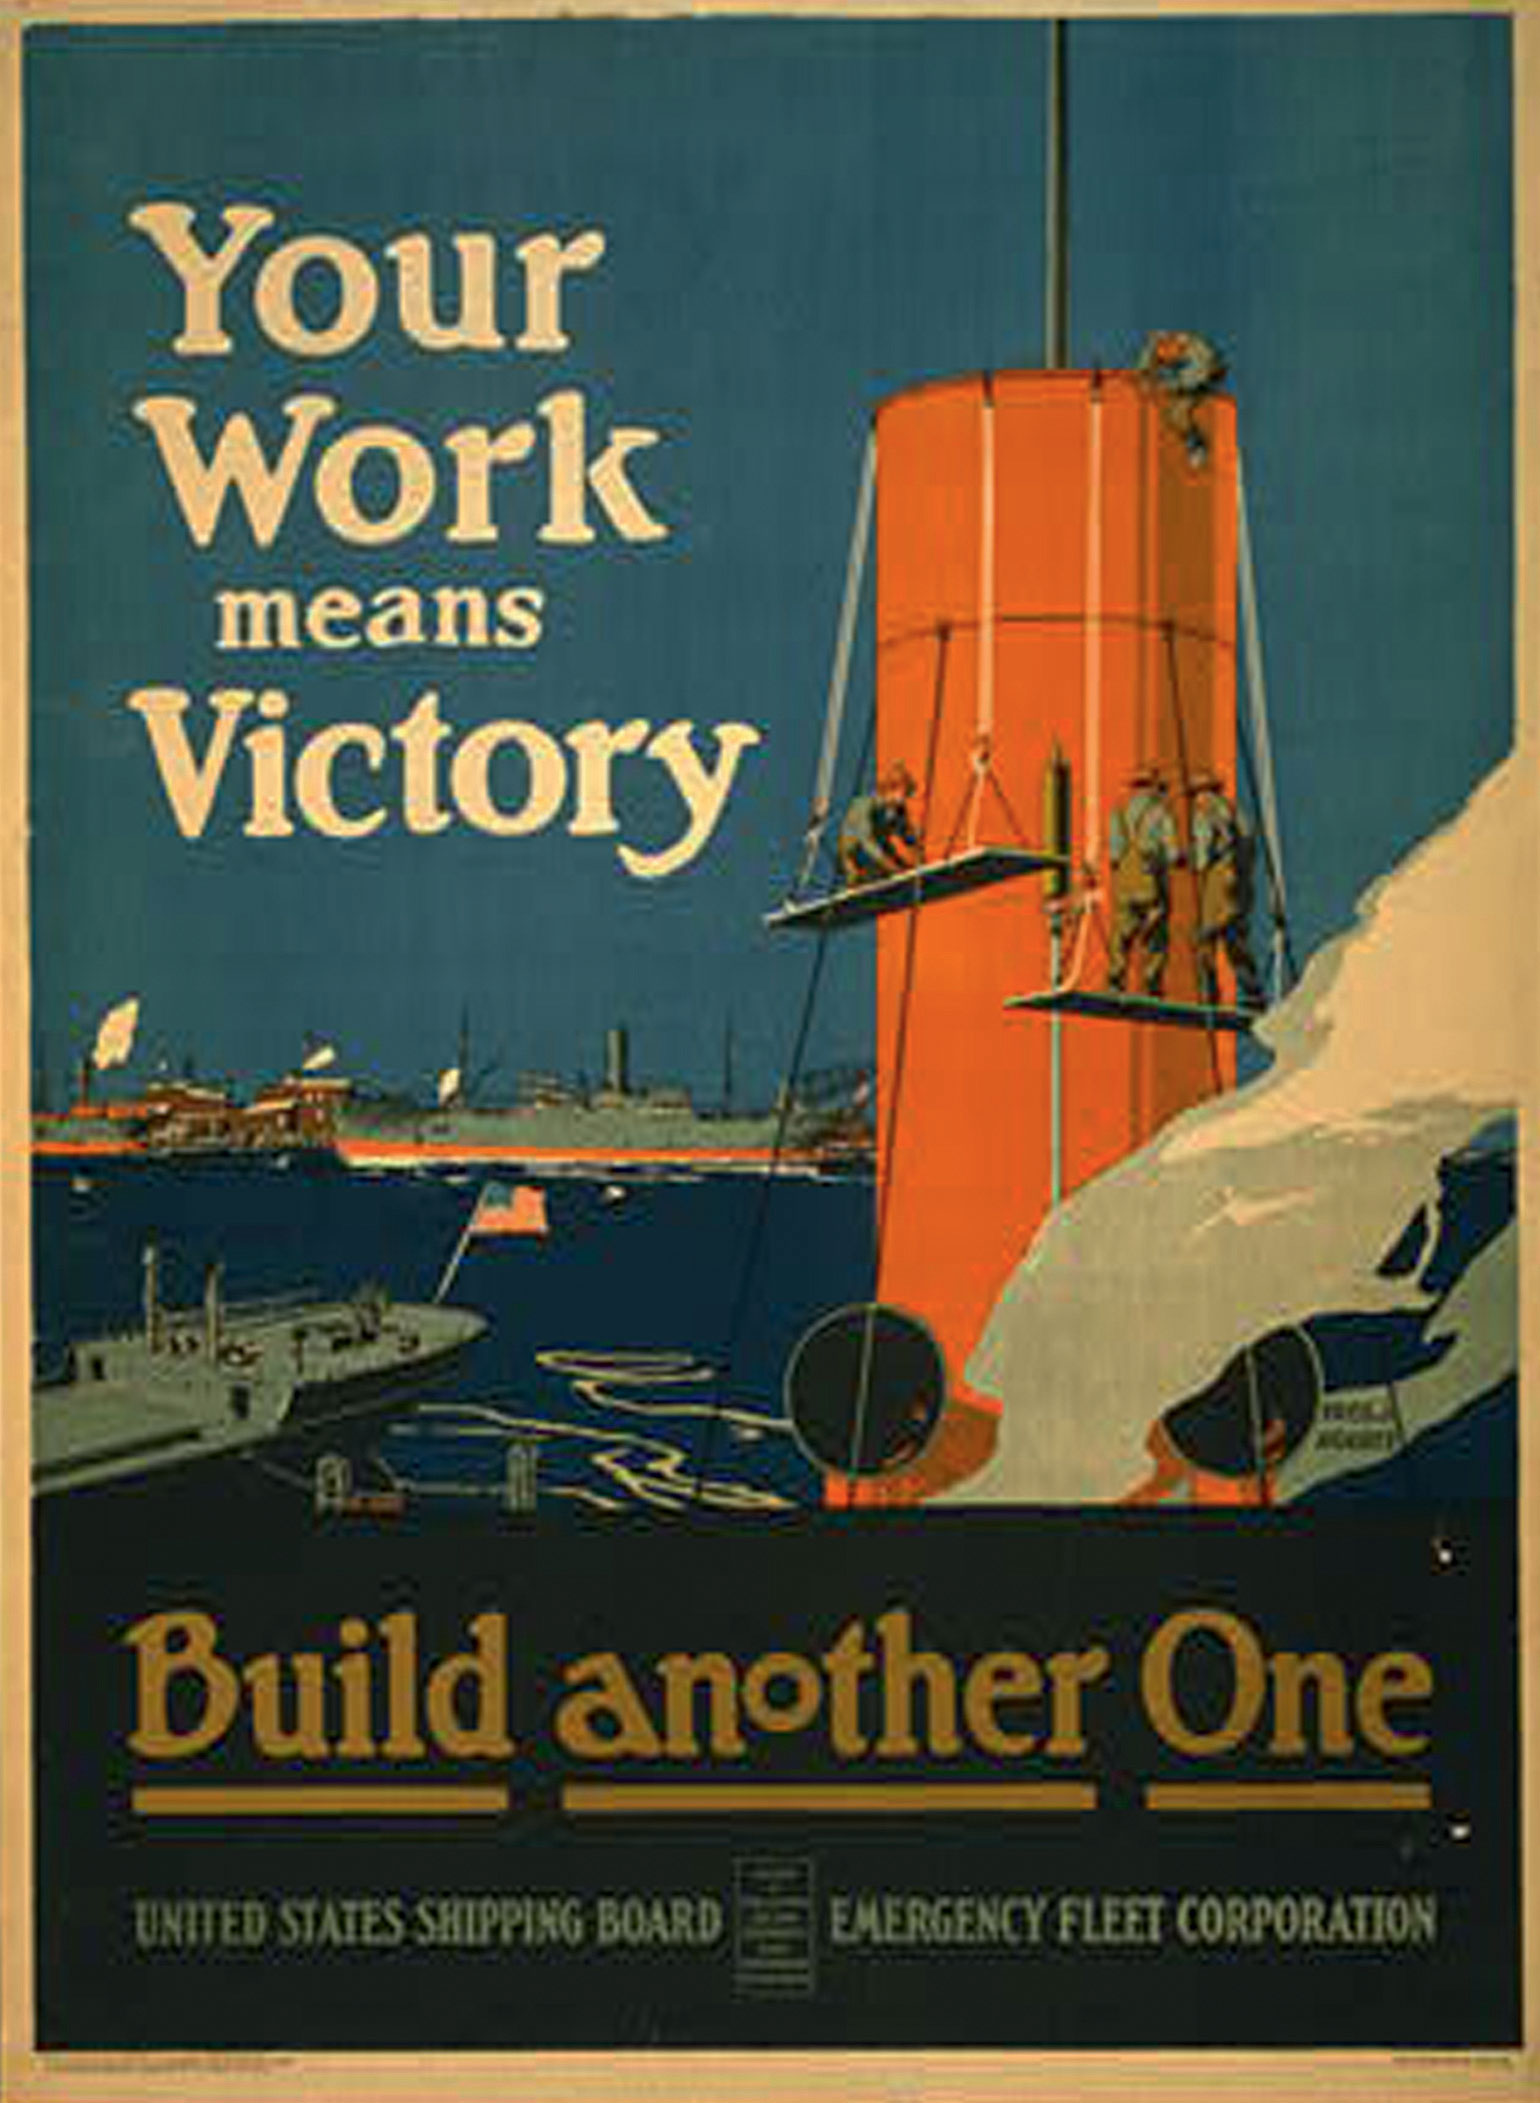 Your
Work
means
Victory
Build another One
UNITED STATES SHIPPING BOARD EMERGENCY FLEET CORPORATION